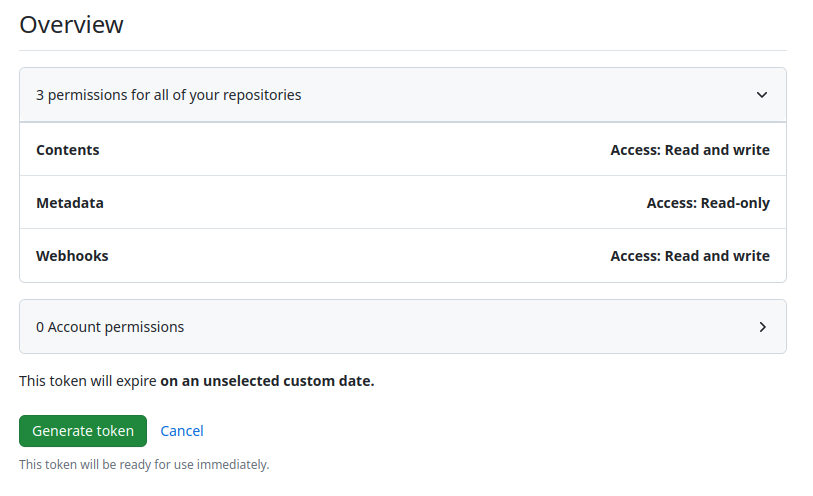 Overview
3 permissions for all of your repositories
Contents Access: Read and write
Metadata Access: Read-only
Webhooks Access: Read and write
0 Account permissions
This token will expire on an unselected custom date.
Generate token Cancel
This token will be ready for use immediately.